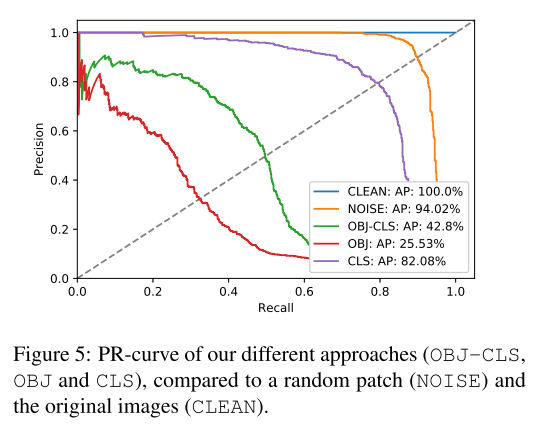 1.0
0.8
0.6
0.4
0.2
0.0
Precision
0.0 0.2 0.4 0.6 0.8 1.0
Recall
CLEAN: AP: 100.0%
NOISE: AP: 94.02%
OBJ-CLS: AP: 42.8%
OBJ: AP: 25.53%
CLS: AP: 82.08%
Figure 5: PR-curve of our different approaches (OBJ-CLS,
OBJ and CLS), compared to a random patch (NOISE) and
the original images (CLEAN).